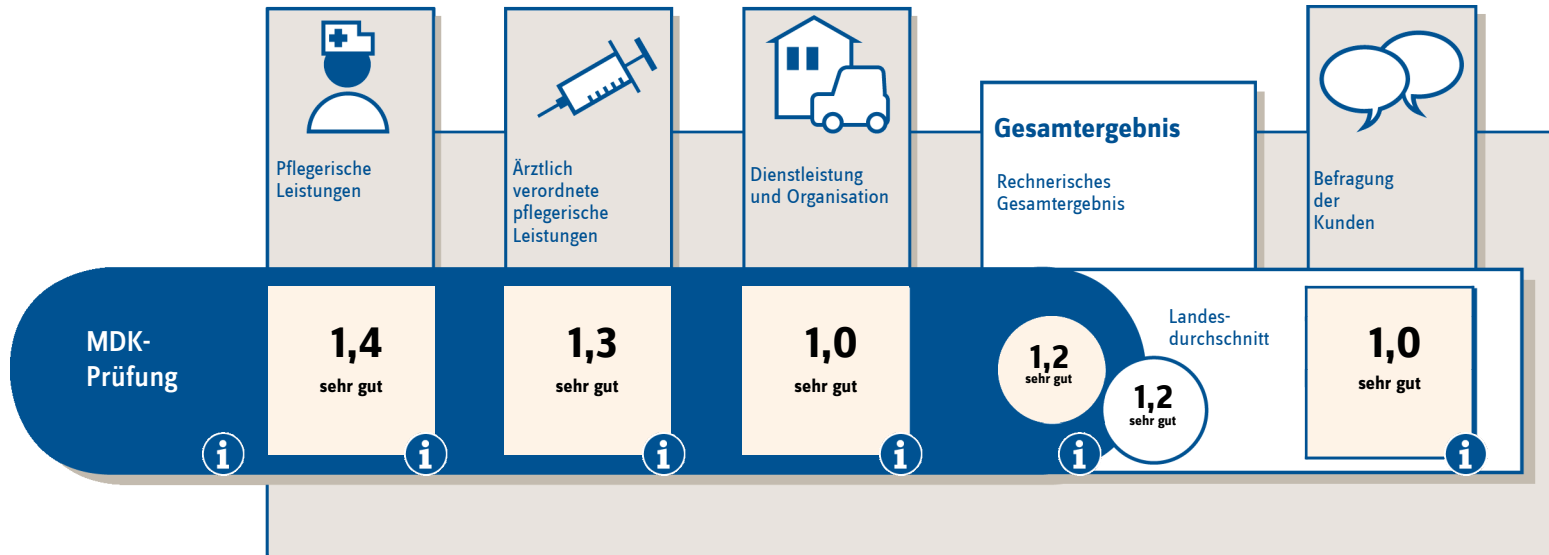 Pflegerische
Leistungen
Ärztlich
verordnete
pflegerische
Leistungen
Dienstleistung
und Organisation
Gesamtergebnis
Rechnerisches
Gesamtergebnis
Befragung
der
Kunden
MDK-
Prüfung
1,4
sehr gut
1,3
sehr gut
1,0
sehr gut
1,2
sehr gut
Landes-
durchschnitt
1,2
sehr gut
1,0
sehr gut
i
i
i
i
i
i